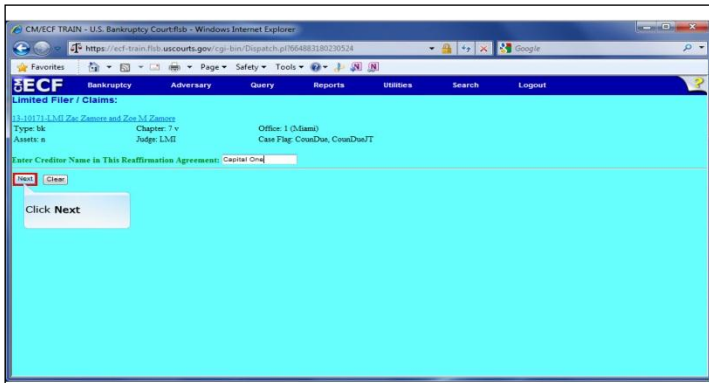 CM/ECF TRAIN - U.S. Bankruptcy Court:flsb - Windows Internet Explorer
https://ecf-train.flsb.uscourts.gov/cgi-bin/Dispatch.pl?664883180230524
Google
Favorites Page Safety Tools
ECF Bankruptcy Adversary Query Reports Utilities Search Logout ?
Limited Filer / Claims:
13-10171-LMI Zac Zamore and Zoe M Zamore
Type: bk Chapter: 7 v Office: 1 (Miami)
Assets: n Judge: LMI Case Flag: CounDue, CounDueJT
Enter Creditor Name in This Reaffirmation Agreement: Capital One
Next Clear
Click Next